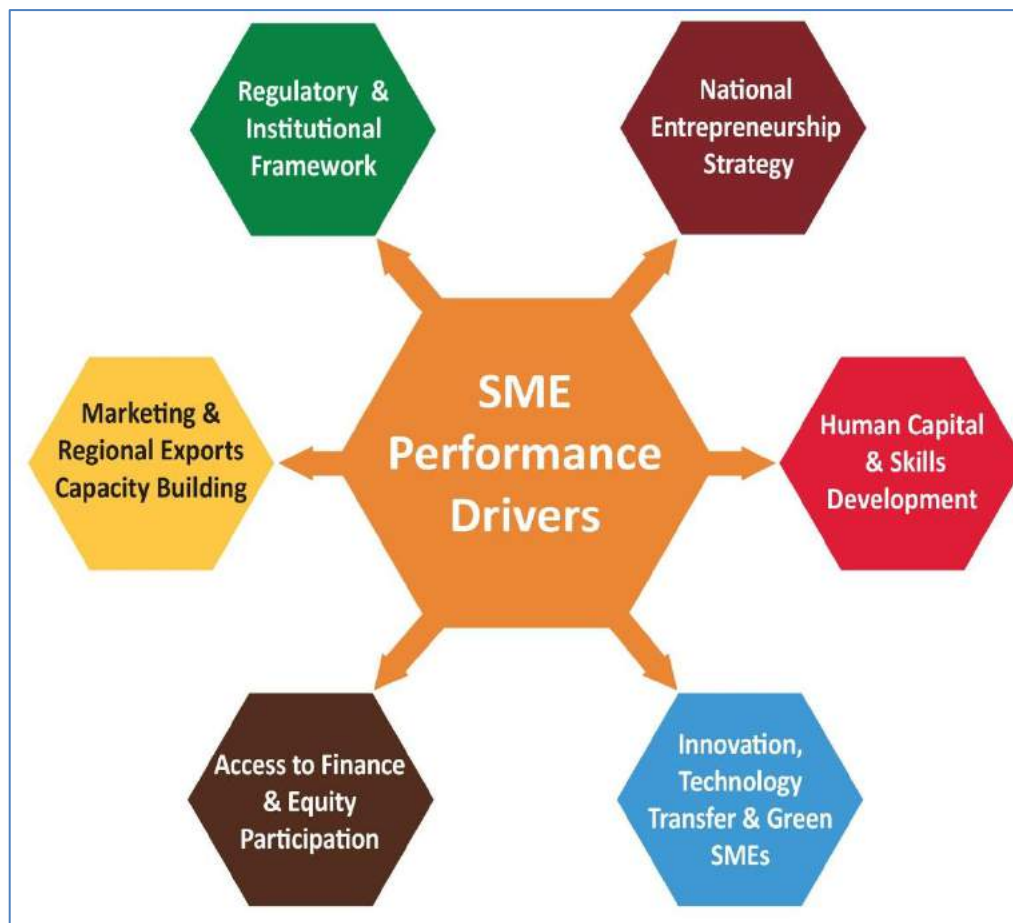 Regulatory &
Institutional
Framework
National
Entrepreneurship
Strategy
SME
Performance
Drivers
Marketing &
Regional Exports
Capacity Building
Human Capital
& Skills
Development
Access to Finance
& Equity
Participation
Innovation,
Technology
Transfer & Green
SMEs